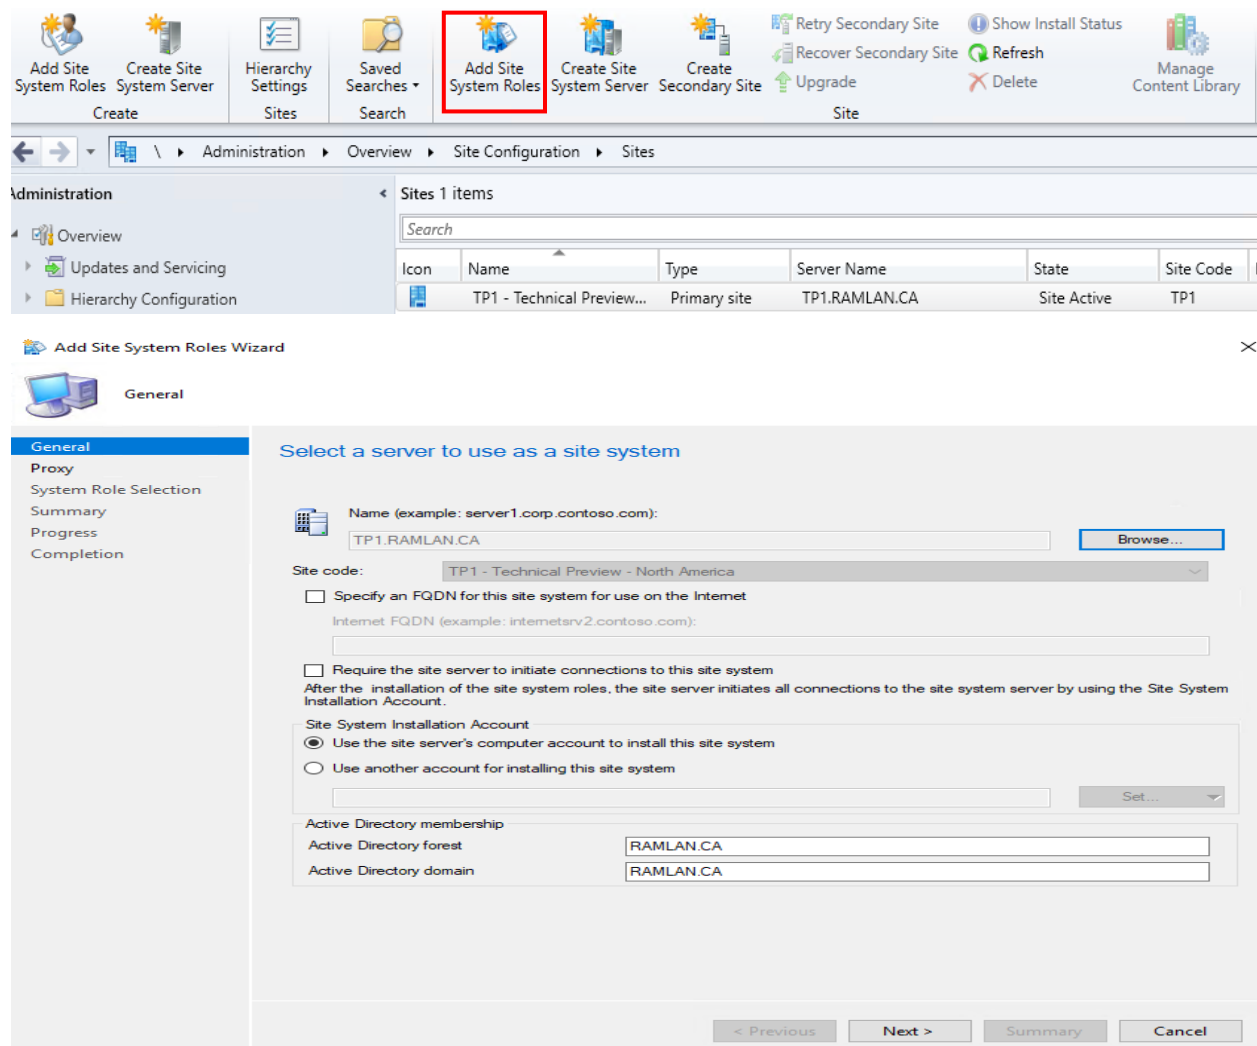 Add Site System Roles
Create Site System Server
Hierarchy Settings
Saved Searches
Add Site System Roles
Create Site System Server
Create Secondary Site
Retry Secondary Site
Recover Secondary Site
Upgrade
Show Install Status
Refresh
Delete
Manage Content Library
Create
Sites
Search
Site
\ Administration Overview Site Configuration Sites
Administration
Sites 1 items
Search
Overview
Updates and Servicing
Hierarchy Configuration
Icon Name Type Server Name State Site Code
TP1 - Technical Preview... Primary site TP1.RAMLAN.CA Site Active TP1
Add Site System Roles Wizard
General
General
Proxy
System Role Selection
Summary
Progress
Completion
Select a server to use as a site system
Name (example: server1.corp.contoso.com):
TP1.RAMLAN.CA
Browse...
Site code: TP1 - Technical Preview - North America
Specify an FQDN for this site system for use on the Internet
Internet FQDN (example: internetsrv2.contoso.com):
Require the site server to initiate connections to this site system
After the installation of the site system roles, the site server initiates all connections to the site system server by using the Site System
Installation Account.
Site System Installation Account
Use the site server's computer account to install this site system
Use another account for installing this site system
Set...
Active Directory membership
Active Directory forest RAMLAN.CA
Active Directory domain RAMLAN.CA
< Previous Next > Summary Cancel